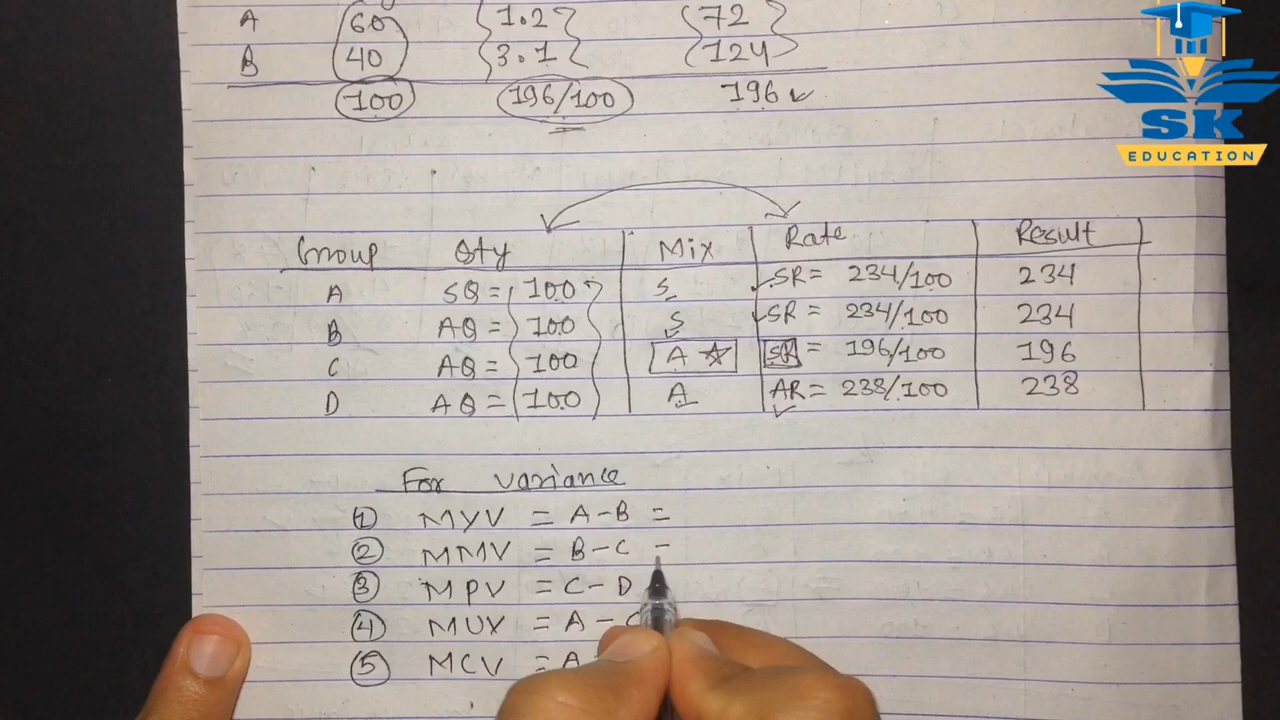 A 60 1.2 72
B 40 3.1 124
100 196/100 196 ✓
SK
EDUCATION
Group Qty Mix Rate Result
A SQ = 100 S SR = 234/100 234
B AQ = 100 S SR = 234/100 234
C AQ = 100 A ☆ SR = 196/100 196
D AQ = 100 A AR = 238/100 238
For variance
① MYV = A-B =
② MMV = B-C =
③ MPV = C-D
④ MUV = A-C
⑤ MCV = A-